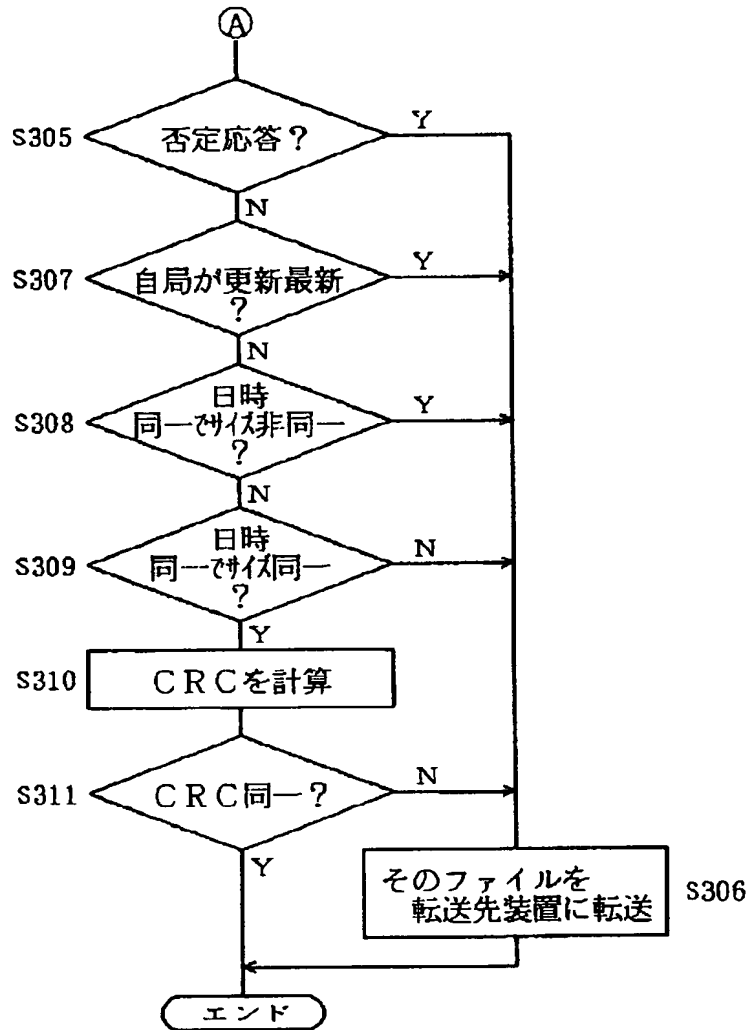 A
S305
否定応答？
Y
N
S307
自局が更新最新
？
Y
N
S308
日時
同一でサイズ非同一
？
Y
N
S309
日時
同一でサイズ同一
？
N
Y
S310
ＣＲＣを計算
S311
ＣＲＣ同一？
N
Y
そのファイルを
転送先装置に転送
S306
エンド